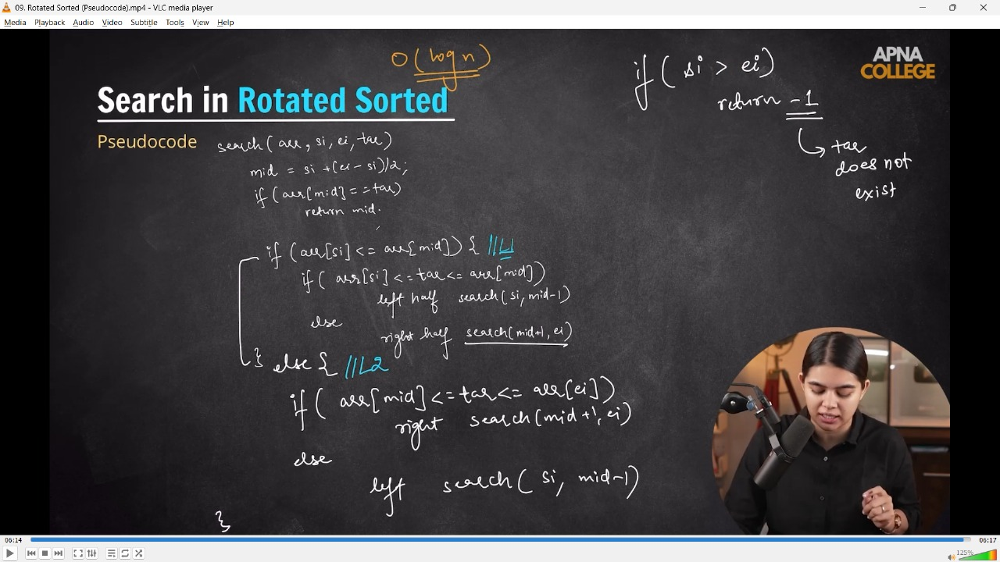 09. Rotated Sorted (Pseudocode).mp4 - VLC media player
Media Playback Audio Video Subtitle Tools View Help
O(log n)
if ( si > ei)
return -1
tar
does not
exist
APNA
COLLEGE
Search in Rotated Sorted
Pseudocode
search( arr, si, ei, tar)
mid = si +(ei - si)/2;
if (arr[mid] == tar)
return mid.
if (arr[si] <= arr[mid]) { //L1
if( arr[si] <= tar <= arr[mid])
left half search(si, mid-1)
else
right half search(mid+1, ei)
} else { //L2
if( arr[mid] <= tar <= arr[ei])
right search(mid+1, ei)
else
left search( si, mid-1)
}
06:14
06:17
125%